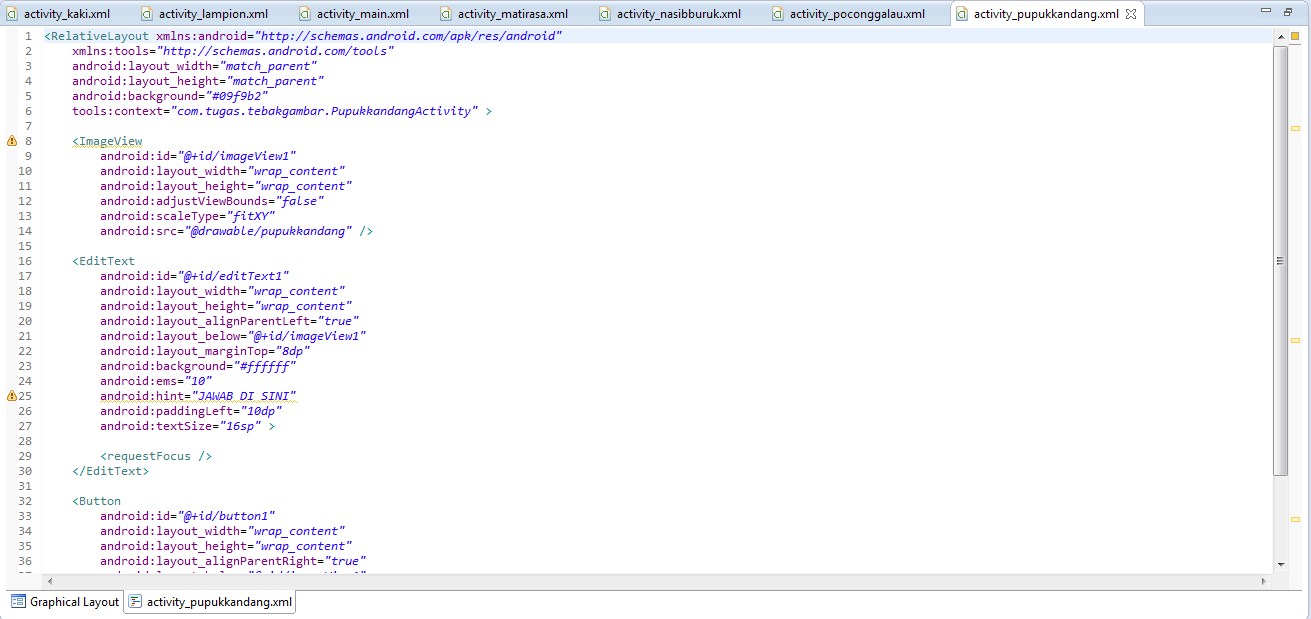 activity_kaki.xml activity_lampion.xml activity_main.xml activity_matirasa.xml activity_nasibburuk.xml activity_poconggalau.xml activity_pupukkandang.xml
1 <RelativeLayout xmlns:android="http://schemas.android.com/apk/res/android"
2 xmlns:tools="http://schemas.android.com/tools"
3 android:layout_width="match_parent"
4 android:layout_height="match_parent"
5 android:background="#09f9b2"
6 tools:context="com.tugas.tebakgambar.PupukkandangActivity" >
7
8 <ImageView
9 android:id="@+id/imageView1"
10 android:layout_width="wrap_content"
11 android:layout_height="wrap_content"
12 android:adjustViewBounds="false"
13 android:scaleType="fitXY"
14 android:src="@drawable/pupukkandang" />
15
16 <EditText
17 android:id="@+id/editText1"
18 android:layout_width="wrap_content"
19 android:layout_height="wrap_content"
20 android:layout_alignParentLeft="true"
21 android:layout_below="@+id/imageView1"
22 android:layout_marginTop="8dp"
23 android:background="#ffffff"
24 android:ems="10"
25 android:hint="JAWAB DI SINI"
26 android:paddingLeft="10dp"
27 android:textSize="16sp" >
28
29 <requestFocus />
30 </EditText>
31
32 <Button
33 android:id="@+id/button1"
34 android:layout_width="wrap_content"
35 android:layout_height="wrap_content"
36 android:layout_alignParentRight="true"
Graphical Layout activity_pupukkandang.xml